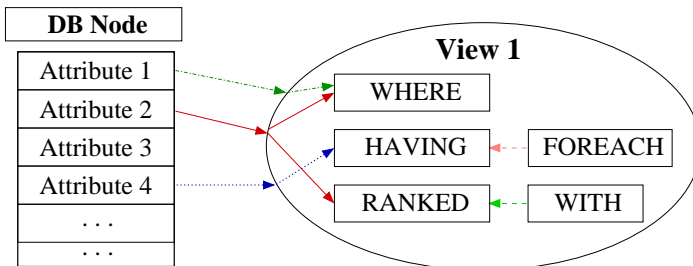 DB Node
Attribute 1
Attribute 2
Attribute 3
Attribute 4
. . .
. . .
View 1
WHERE
HAVING
FOREACH
RANKED
WITH